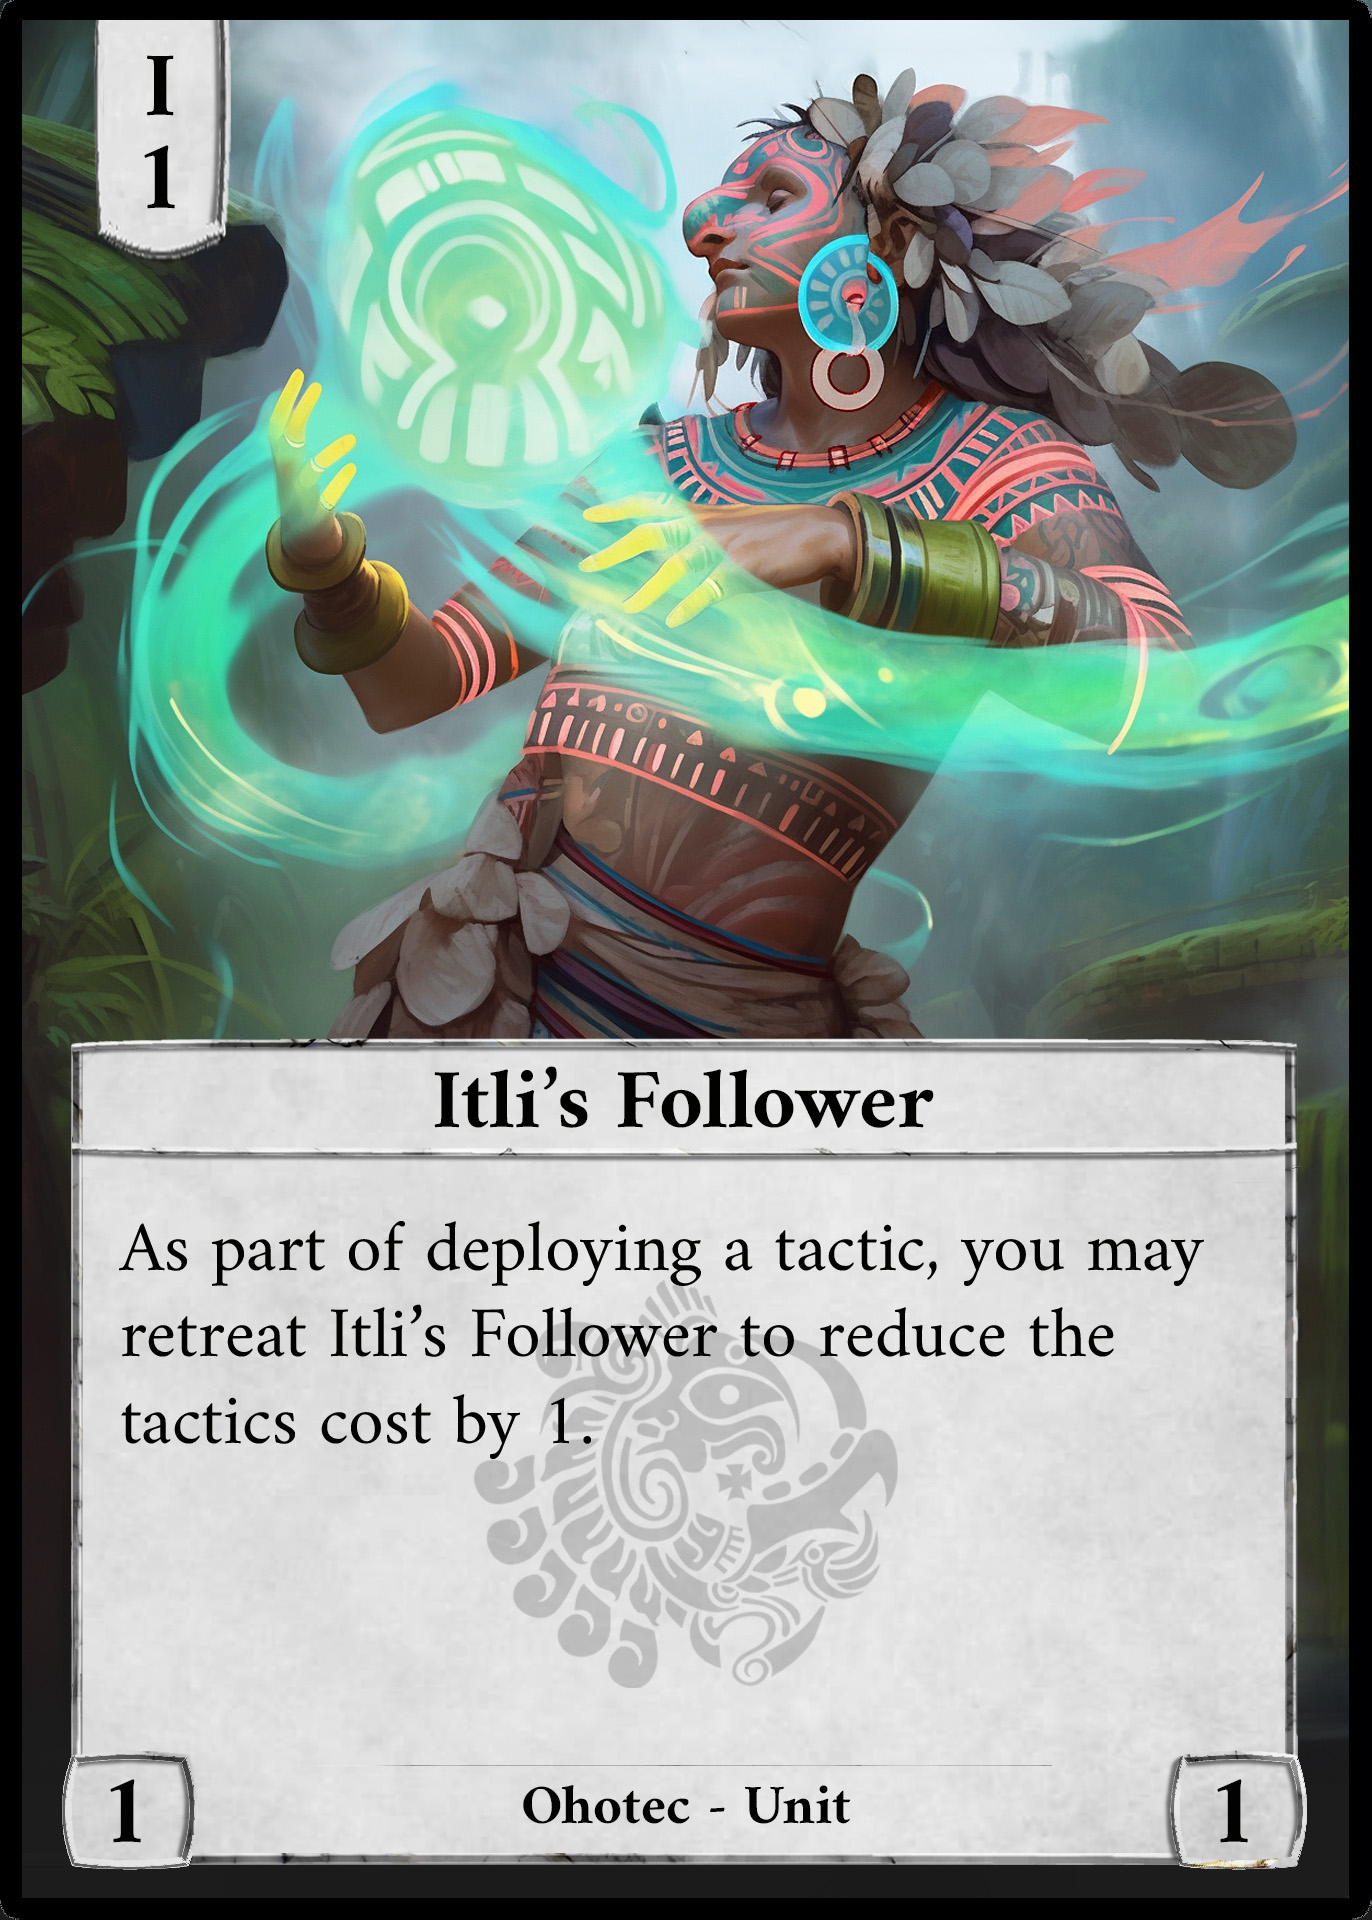 I
1
Itli’s Follower
As part of deploying a tactic, you may
retreat Itli’s Follower to reduce the
tactics cost by 1.
1
Ohotec - Unit
1